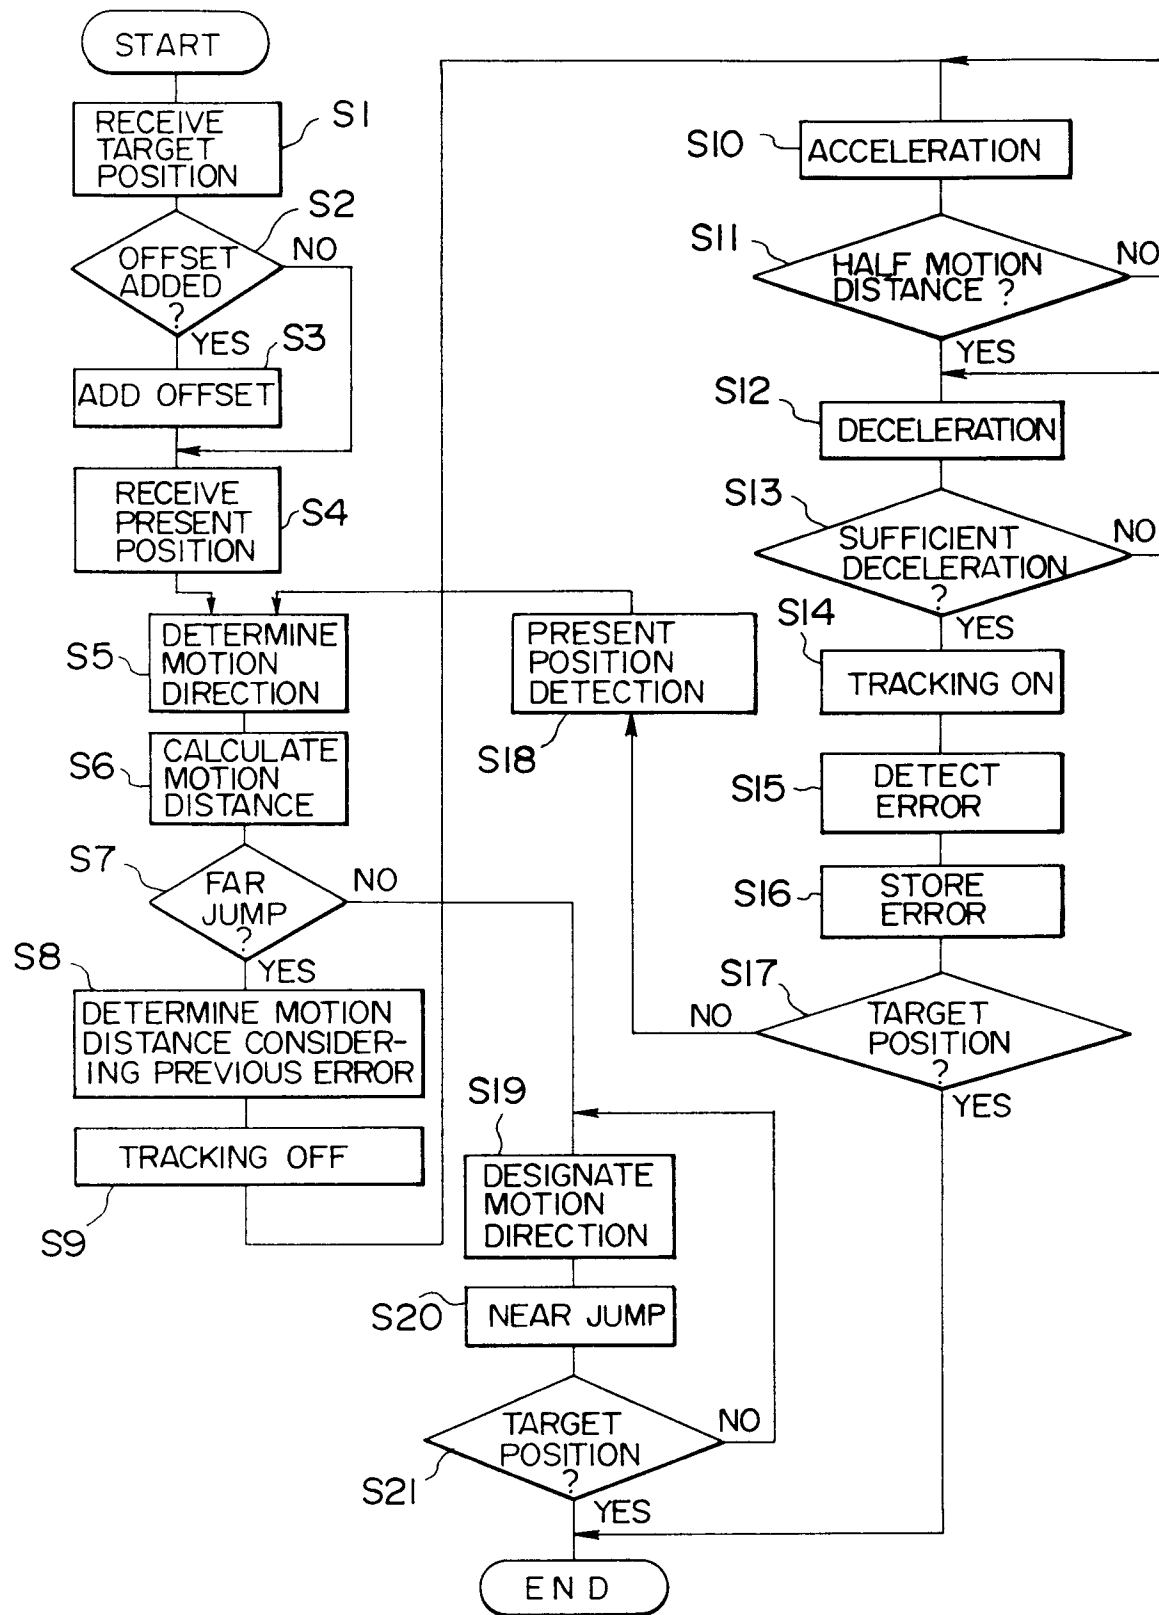 START
RECEIVE
TARGET
POSITION
S1
S2
OFFSET
ADDED
?
NO
YES
S3
ADD OFFSET
RECEIVE
PRESENT
POSITION
S4
S5
DETERMINE
MOTION
DIRECTION
S6
CALCULATE
MOTION
DISTANCE
S7
FAR
JUMP
?
NO
YES
S8
DETERMINE MOTION
DISTANCE CONSIDER-
ING PREVIOUS ERROR
TRACKING OFF
S9
S10
ACCELERATION
S11
HALF MOTION
DISTANCE ?
NO
YES
S12
DECELERATION
S13
SUFFICIENT
DECELERATION
?
NO
YES
S14
TRACKING ON
S15
DETECT
ERROR
S16
STORE
ERROR
S17
TARGET
POSITION
?
NO
YES
PRESENT
POSITION
DETECTION
S18
S19
DESIGNATE
MOTION
DIRECTION
S20
NEAR JUMP
TARGET
POSITION
?
NO
S21
YES
END